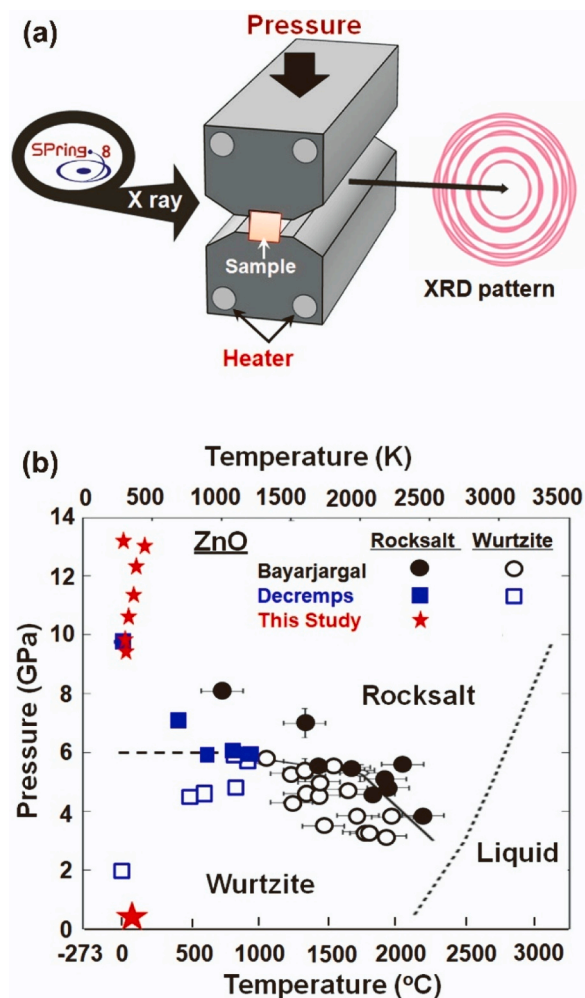 (a)
Pressure
SPring-8
X ray
Sample
XRD pattern
Heater
(b)
Temperature (K)
0 500 1000 1500 2000 2500 3000 3500
14
ZnO Rocksalt Wurtzite
12
Bayarjargal
Decremps
This Study
10
Pressure (GPa)
8
Rocksalt
6
4
Liquid
2
Wurtzite
0
-273 0 500 1000 1500 2000 2500 3000
Temperature (oC)